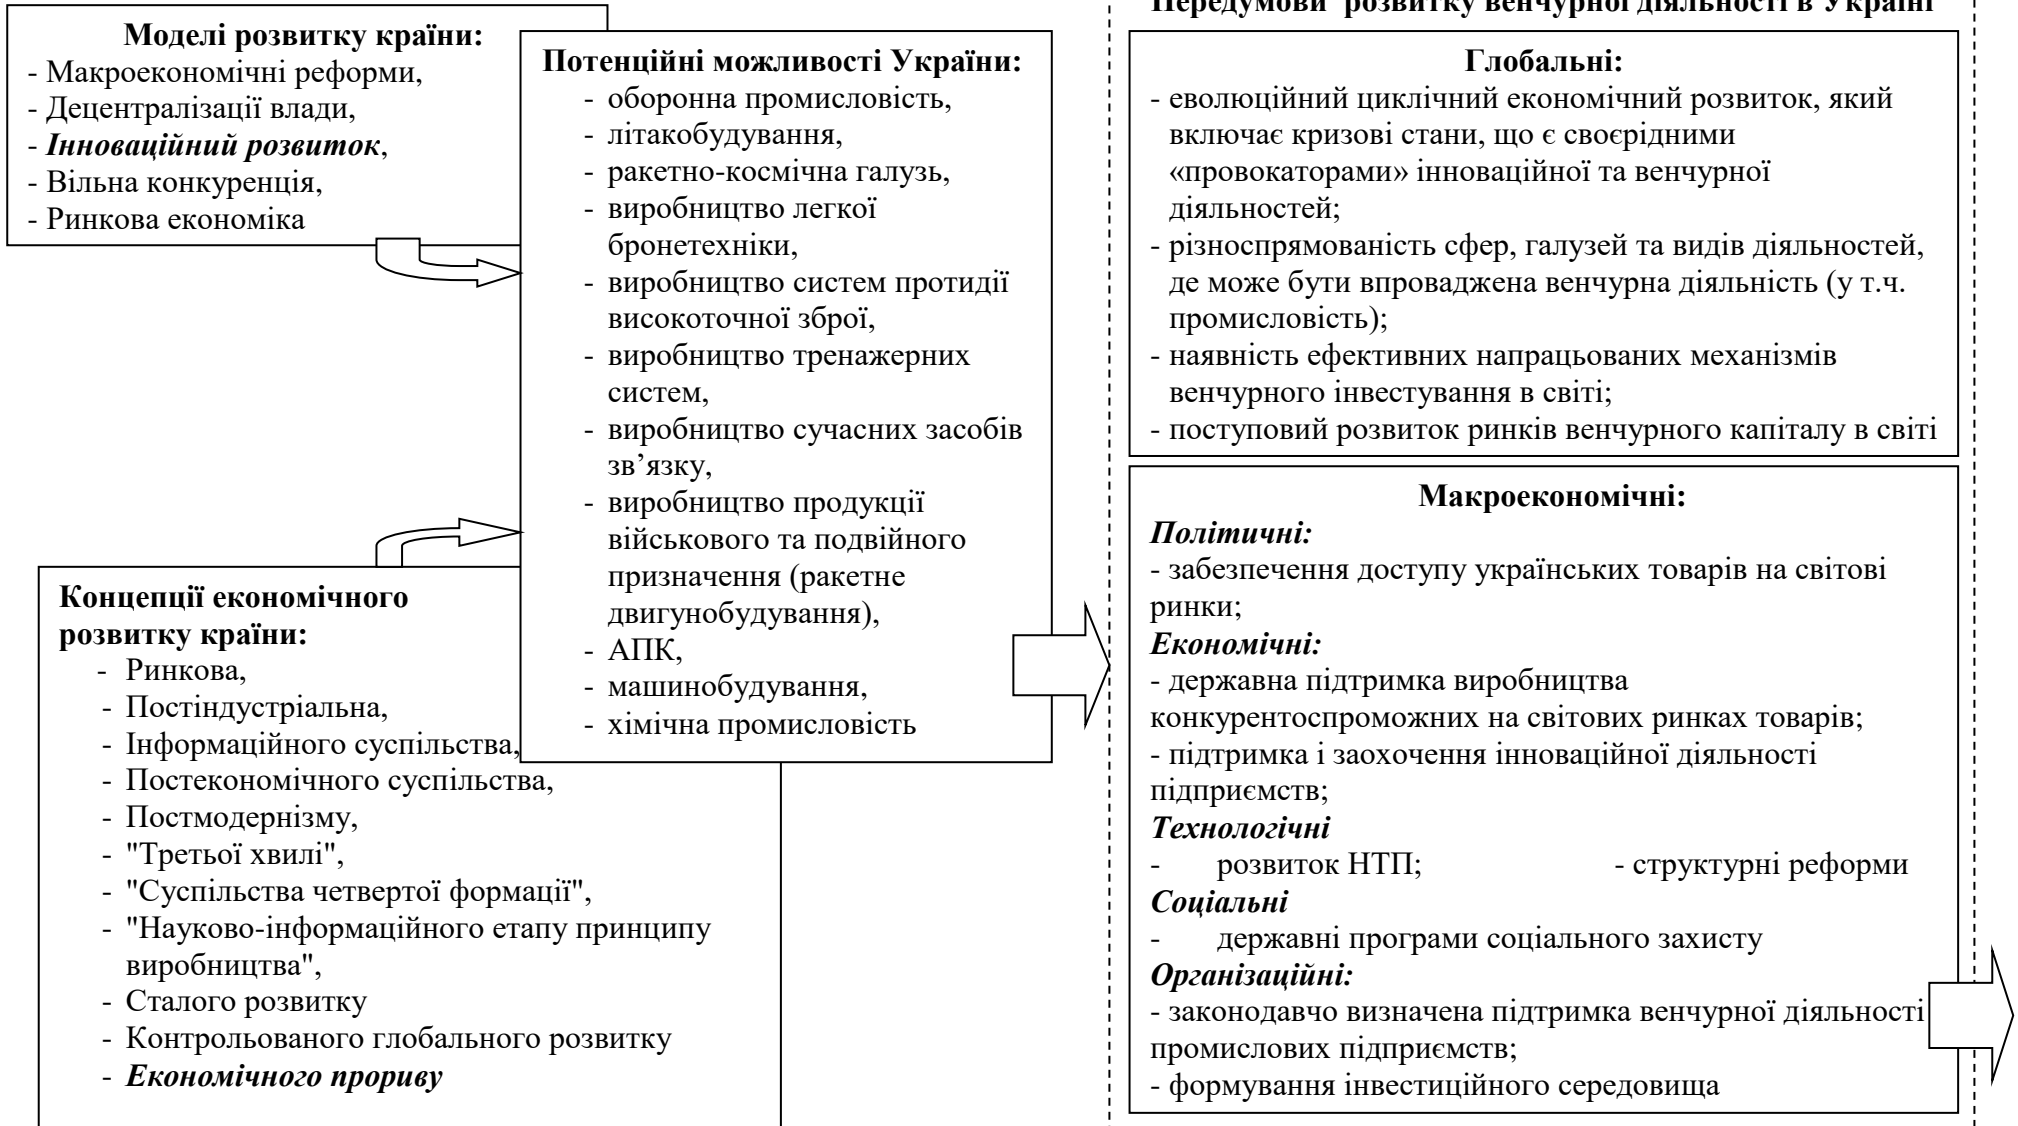 Моделі розвитку країни:
- Макроекономічні реформи,
- Децентралізації влади,
- Інноваційний розвиток,
- Вільна конкуренція,
- Ринкова економіка
Концепції економічного
розвитку країни:
- Ринкова,
- Постіндустріальна,
- Інформаційного суспільства,
- Постекономічного суспільства,
- Постмодернізму,
- "Третьої хвилі",
- "Суспільства четвертої формації",
- "Науково-інформаційного етапу принципу
виробництва",
- Сталого розвитку
- Контрольованого глобального розвитку
- Економічного прориву
Потенційні можливості України:
- оборонна промисловість,
- літакобудування,
- ракетно-космічна галузь,
- виробництво легкої
бронетехніки,
- виробництво систем протидії
високоточної зброї,
- виробництво тренажерних
систем,
- виробництво сучасних засобів
зв’язку,
- виробництво продукції
військового та подвійного
призначення (ракетне
двигунобудування),
- АПК,
- машинобудування,
- хімічна промисловість
Передумови розвитку венчурної діяльності в Україні
Глобальні:
- еволюційний циклічний економічний розвиток, який
включає кризові стани, що є своєрідними
«провокаторами» інноваційної та венчурної
діяльностей;
- різноспрямованість сфер, галузей та видів діяльностей,
де може бути впроваджена венчурна діяльність (у т.ч.
промисловість);
- наявність ефективних напрацьованих механізмів
венчурного інвестування в світі;
- поступовий розвиток ринків венчурного капіталу в світі
Макроекономічні:
Політичні:
- забезпечення доступу українських товарів на світові
ринки;
Економічні:
- державна підтримка виробництва
конкурентоспроможних на світових ринках товарів;
- підтримка і заохочення інноваційної діяльності
підприємств;
Технологічні
- розвиток НТП; - структурні реформи
Соціальні
- державні програми соціального захисту
Організаційні:
- законодавчо визначена підтримка венчурної діяльності
промислових підприємств;
- формування інвестиційного середовища